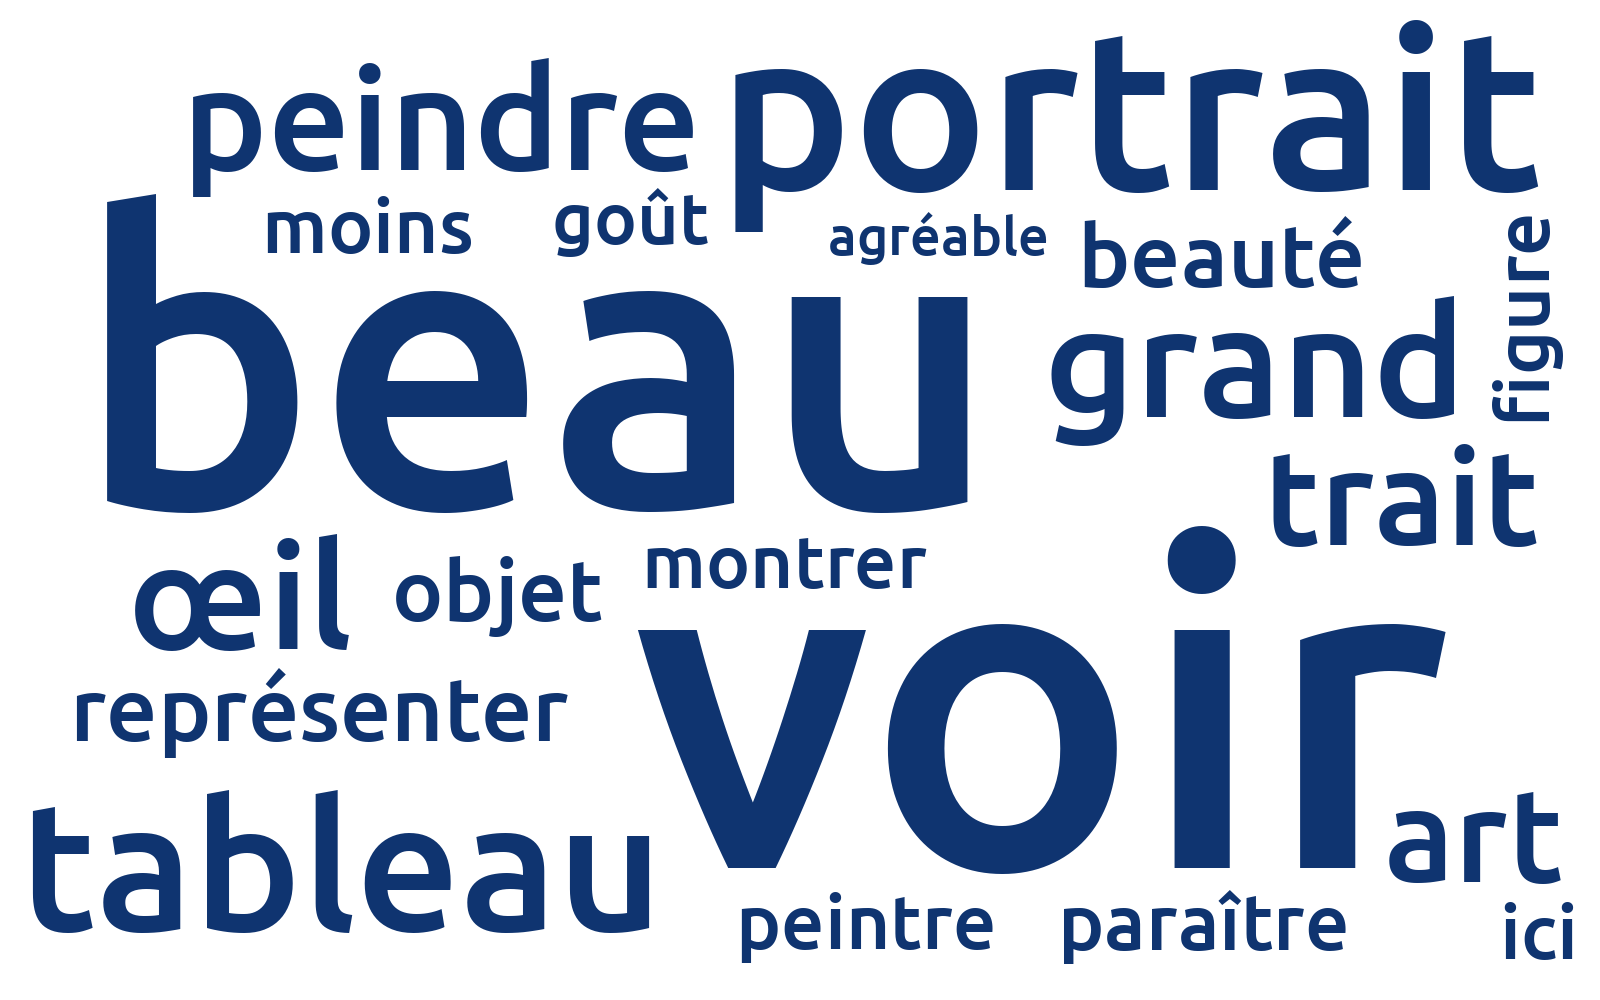 peindre
portrait
moins
goût
agréable
beauté
figure
beau
grand
trait
œil
objet
montrer
voir
représenter
tableau
art
peintre
paraître
ici